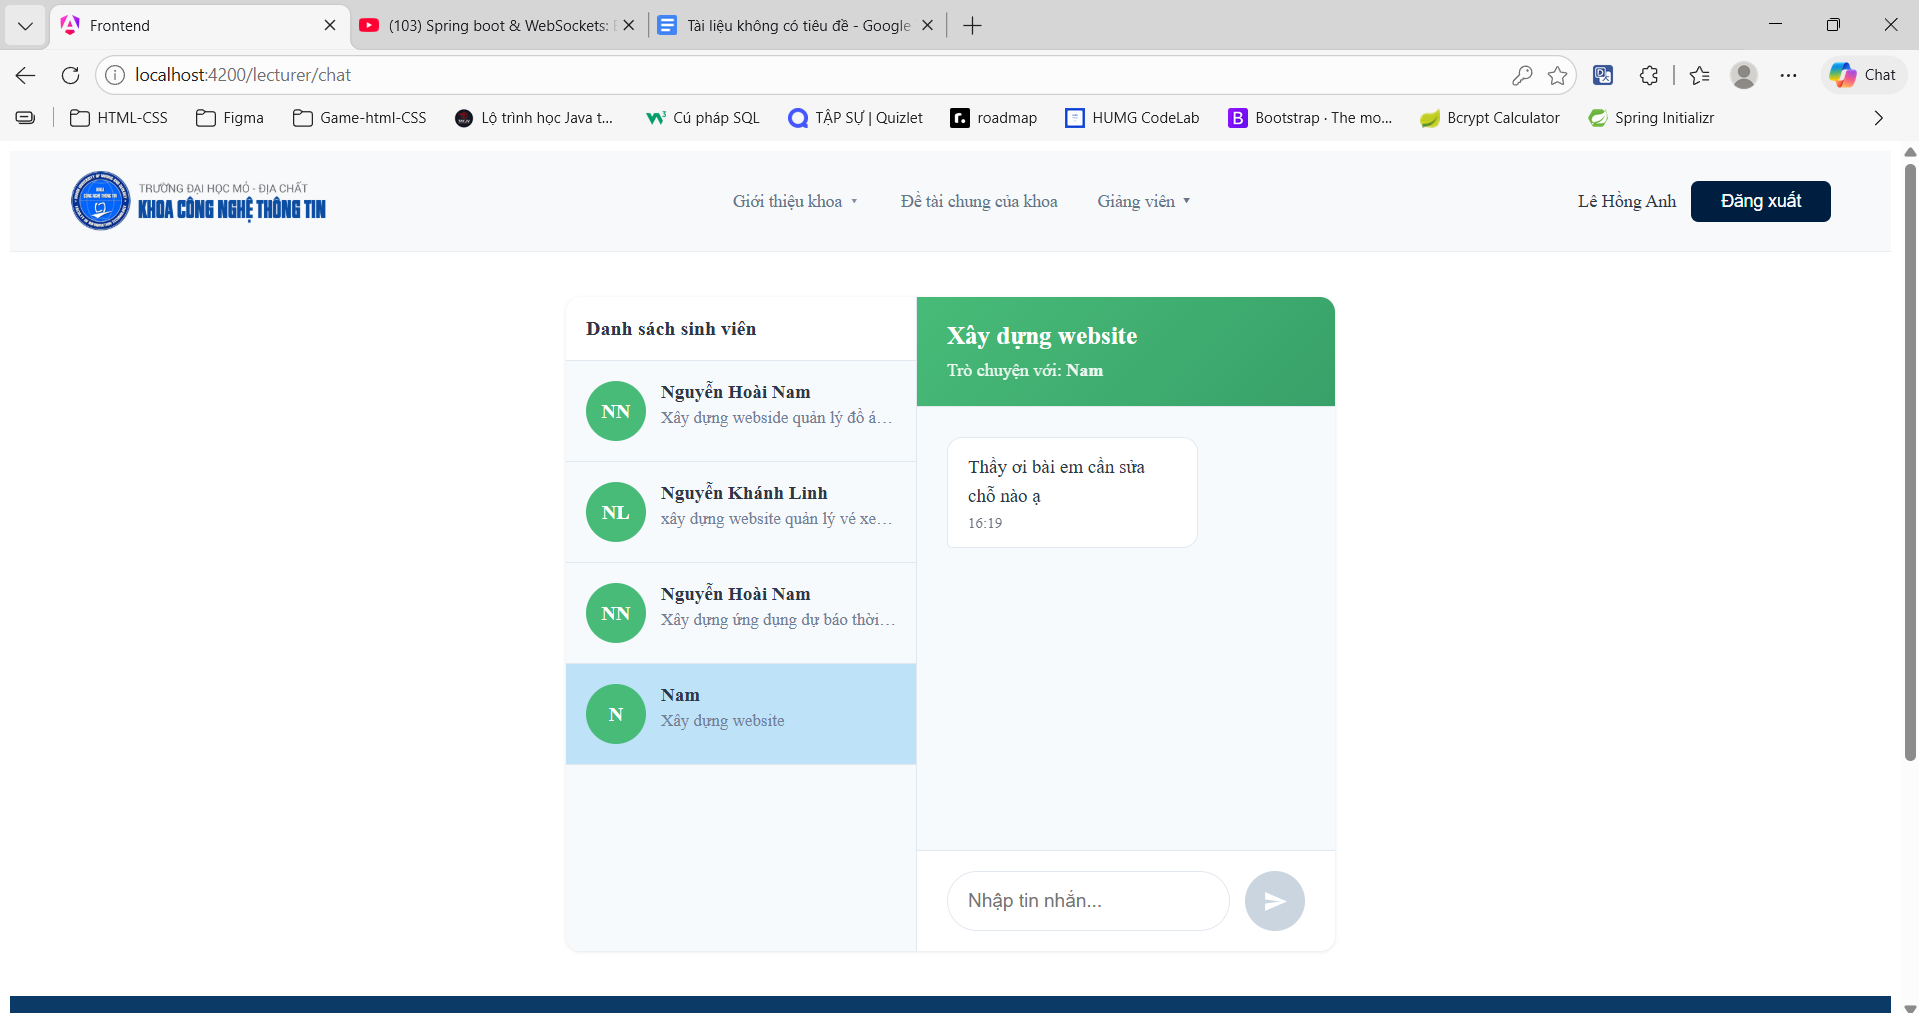 Frontend
(103) Spring boot & WebSockets:
Tài liệu không có tiêu đề - Google
localhost:4200/lecturer/chat
Chat
HTML-CSS
Figma
Game-html-CSS
Lộ trình học Java t...
Cú pháp SQL
TẬP SỰ | Quizlet
roadmap
HUMG CodeLab
Bootstrap · The mo...
Bcrypt Calculator
Spring Initializr
TRƯỜNG ĐẠI HỌC MỎ - ĐỊA CHẤT
KHOA CÔNG NGHỆ THÔNG TIN
Giới thiệu khoa
Đề tài chung của khoa
Giảng viên
Lê Hồng Anh
Đăng xuất
Danh sách sinh viên
NN
Nguyễn Hoài Nam
Xây dựng webside quản lý đồ á...
NL
Nguyễn Khánh Linh
xây dựng website quản lý vé xe...
NN
Nguyễn Hoài Nam
Xây dựng ứng dụng dự báo thời...
N
Nam
Xây dựng website
Xây dựng website
Trò chuyện với: Nam
Thầy ơi bài em cần sửa
chỗ nào ạ
16:19
Nhập tin nhắn...